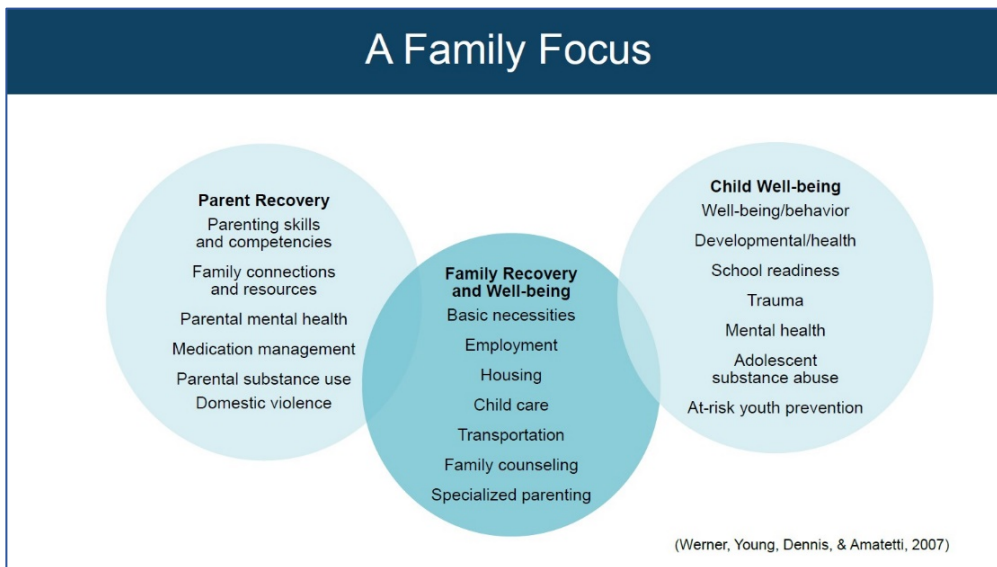 A Family Focus
Parent Recovery
Parenting skills
and competencies
Family connections
and resources
Parental mental health
Medication management
Parental substance use
Domestic violence
Family Recovery
and Well-being
Basic necessities
Employment
Housing
Child care
Transportation
Family counseling
Specialized parenting
Child Well-being
Well-being/behavior
Developmental/health
School readiness
Trauma
Mental health
Adolescent
substance abuse
At-risk youth prevention
(Werner, Young, Dennis, & Amatetti, 2007)